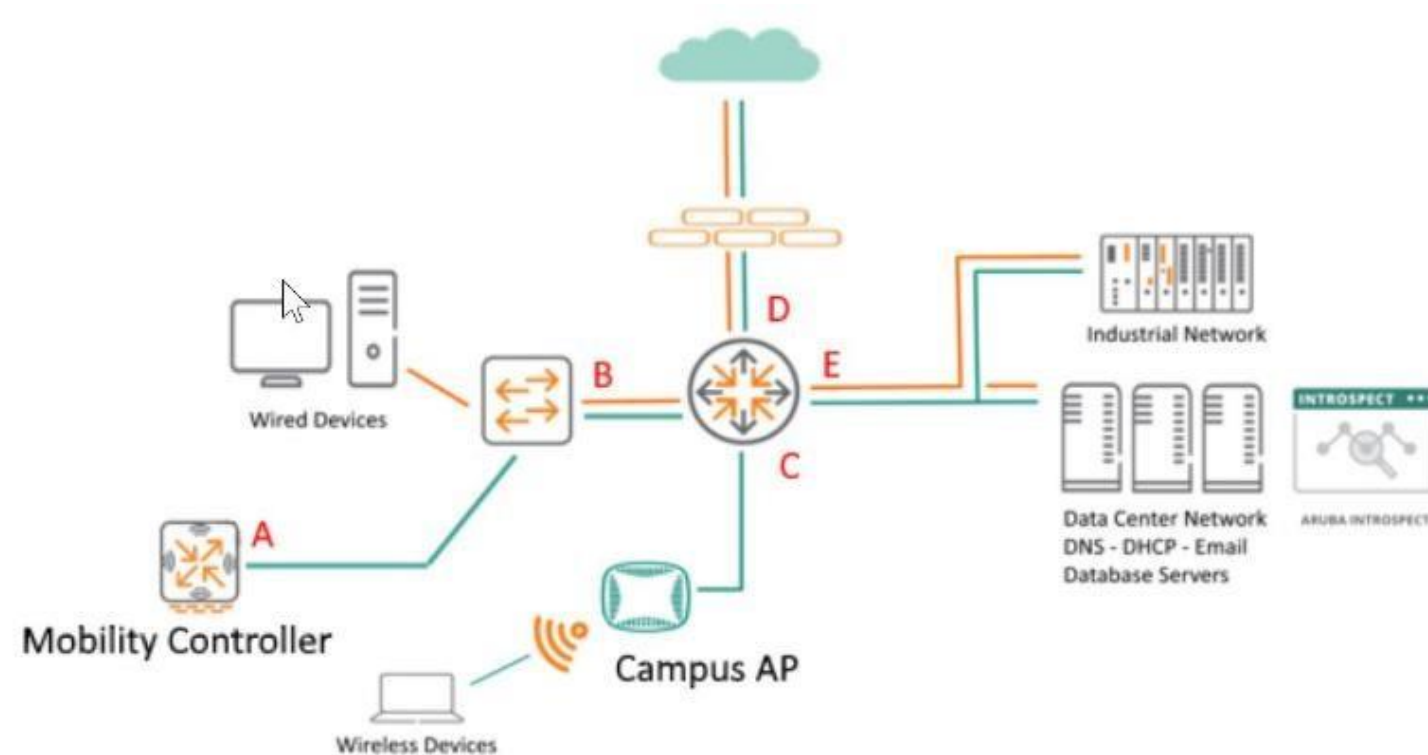 D
Industrial Network
B
E
Wired Devices
C
INTROSPECT
Data Center Network
DNS - DHCP - Email
Database Servers
ARUBA INTROSPECT
A
Mobility Controller
Campus AP
Wireless Devices